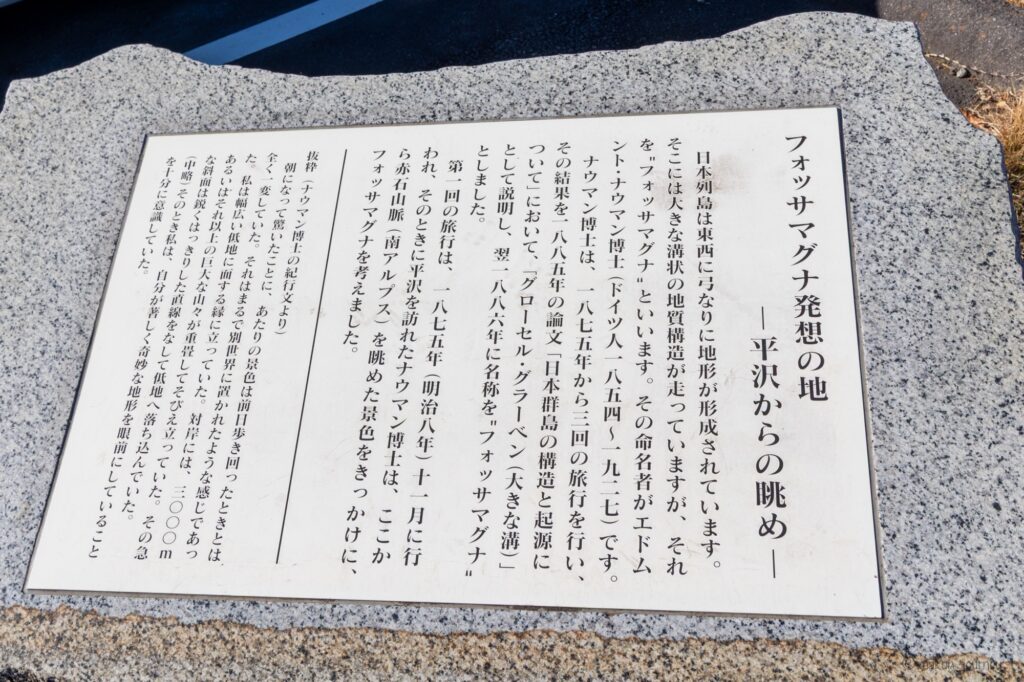 フォッサマグナ発想の地
―平沢からの眺め―
日本列島は東西に弓なりに地形が形成されています。
そこには大きな溝状の地質構造が走っていますが、それ
を"フォッサマグナ"といいます。その命名者がエドム
ント・ナウマン博士(ドイツ人一八五四〜一九二七)です。
ナウマン博士は、一八七五年から三回の旅行を行い、
その結果を一八八五年の論文「日本群島の構造と起源に
ついて」において、「グローセル・グラーベン(大きな溝)」
として説明し、翌一八八六年に名称を"フォッサマグナ"
としました。
第一回の旅行は、一八七五年(明治八年)十一月に行
われ、そのときに平沢を訪れたナウマン博士は、ここか
ら赤石山脈(南アルプス)を眺めた景色をきっかけに、
フォッサマグナを考えました。
抜粋(ナウマン博士の紀行文より)
朝になって驚いたことに、あたりの景色は前日歩き回ったときとは
全く一変していた。それはまるで別世界に置かれたような感じであっ
た。私は幅広い低地に面する縁に立っていた。対岸には、三〇〇〇m
あるいはそれ以上の巨大な山々が重畳してそびえ立っていた。その急
な斜面は鋭くはっきりした直線をなして低地へ落ち込んでいた。
(中略)そのとき私は、自分が著しく奇妙な地形を眼前にしていること
を十分に意識していた。